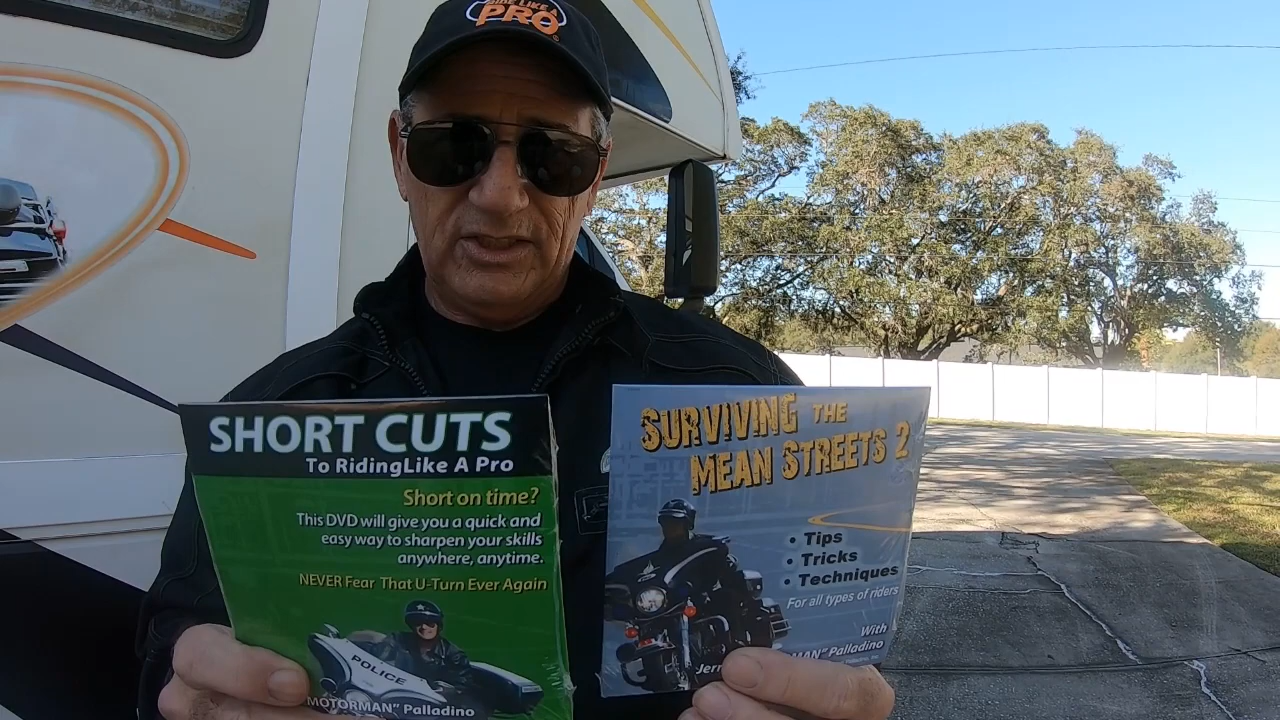 RIDE LIKE A
PRO
SHORT CUTS
To RidingLike A Pro
Short on time?
This DVD will give you a quick and
easy way to sharpen your skills
anywhere, anytime.
NEVER Fear That U-Turn Ever Again
POLICE
MOTORMAN" Palladino
SURVIVING THE
MEAN STREETS 2
• Tips
• Tricks
• Techniques
For all types of riders
With
MAN" Palladino